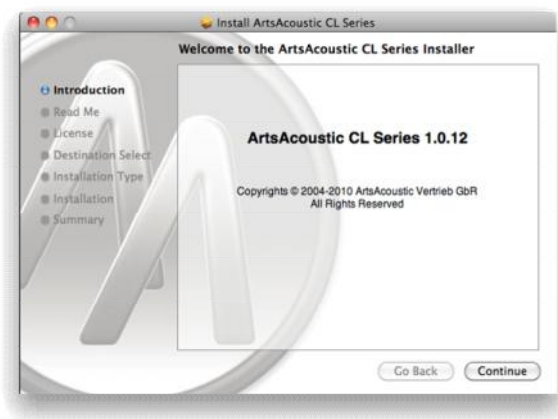 Install ArtsAcoustic CL Series
Welcome to the ArtsAcoustic CL Series Installer
Introduction
Read Me
License
Destination Select
Installation Type
Installation
Summary
ArtsAcoustic CL Series 1.0.12
Copyrights © 2004-2010 ArtsAcoustic Vertrieb GbR
All Rights Reserved
Go Back
Continue